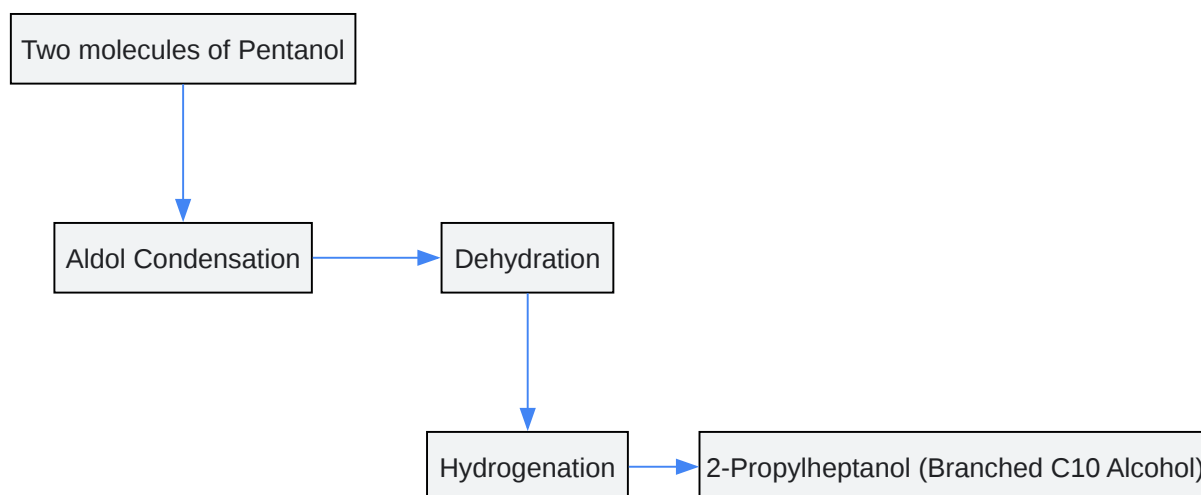 Two molecules of Pentanol
Aldol Condensation
Dehydration
Hydrogenation
2-Propylheptanol (Branched C10 Alcohol)